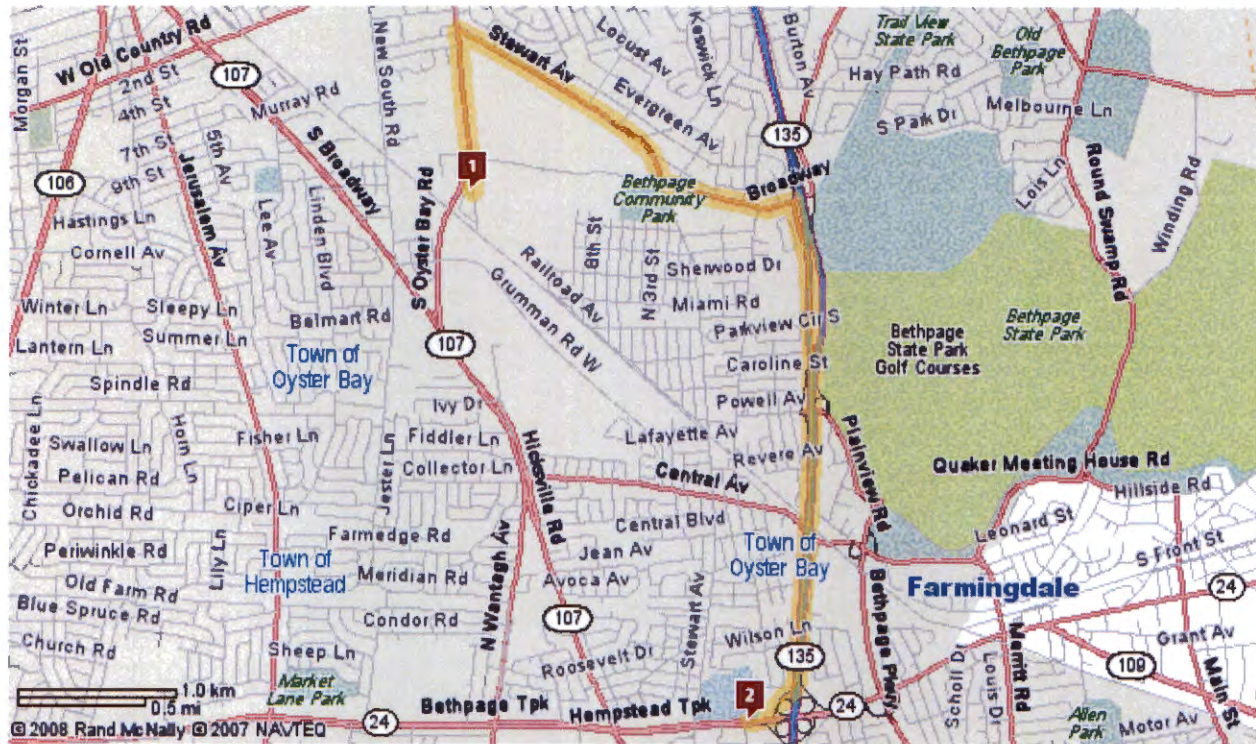 Morgan St
W Old Country Rd
2nd St
4th St
7th St
9th St
5th Av
106
107
Murray Rd
New South Rd
S Broadway
Jerusalem Av
Hastings Ln
Cornell Av
Lee Av
Linden Blvd
S Oyster Bay Rd
1
Stewart Av
Locust Av
Evergreen Av
Keswick Ln
Burton Av
135
Broadway
Bethpage
Community
Park
Trail View
State Park
Hay Path Rd
Old
Bethpage
Park
Melbourne Ln
S Park Dr
Lois Ln
Round Swamp Rd
Winding Rd
Winter Ln
Sleepy Ln
Lantern Ln
Summer Ln
Belmart Rd
Town of
Oyster Bay
Spindle Rd
107
Railroad Av
Grumman Rd W
8th St
N 3rd St
Sherwood Dr
Miami Rd
Parkview Cir S
Caroline St
Powell Av
Bethpage
State Park
Golf Courses
Bethpage
State Park
Chickadee Ln
Swallow Ln
Horn Ln
Pelican Rd
Orchid Rd
Periwinkle Rd
Old Farm Rd
Blue Spruce Rd
Church Rd
Lily Ln
Fisher Ln
Jester Ln
Ciper Ln
Town of
Hempstead
Sheep Ln
Market
Lane Park
Ivy Dr
Fiddler Ln
Collector Ln
Hicksville Rd
Farmedge Rd
Meridian Rd
Condor Rd
N Wantagh Av
Lafayette Av
Revere Av
Central Av
Central Blvd
Jean Av
Avoca Av
107
Roosevelt Dr
Stewart Av
Town of
Oyster Bay
Wilson Ln
135
2
Plainview Rd
Bethpage Pkwy
Quaker Meeting House Rd
Hillside Rd
Leonard St
S Front St
Farmingdale
24
Grant Av
109
Main St
Merritt Rd
Scholl Dr
Louis Dr
Allen
Park
Motor Av
24
Bethpage Tpk
Hempstead Tpk
24
1.0 km
0.5 mi
© 2008 Rand McNally © 2007 NAVTEQ